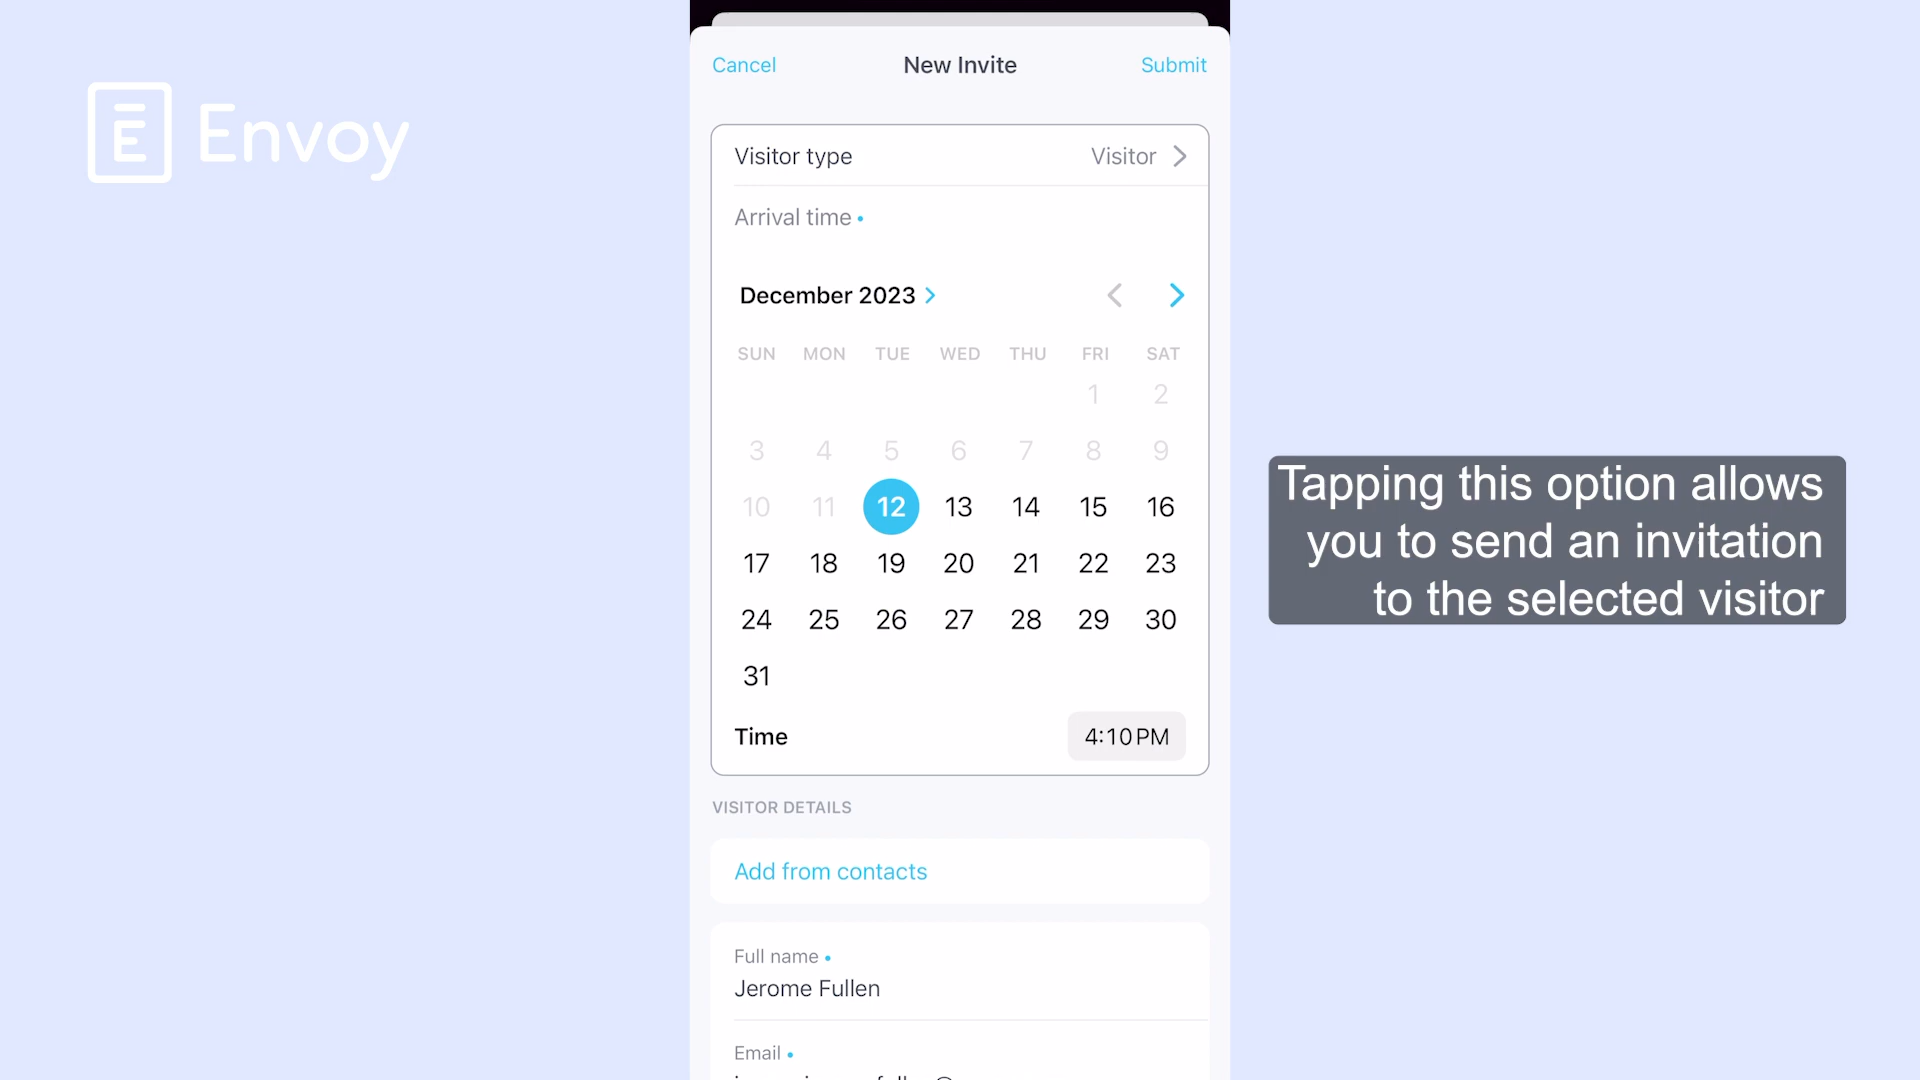 Envoy
Cancel New Invite Submit
Visitor type Visitor
Arrival time
December 2023
SUN MON TUE WED THU FRI SAT
1 2
3 4 5 6 7 8 9
10 11 12 13 14 15 16
17 18 19 20 21 22 23
24 25 26 27 28 29 30
31
Time 4:10 PM
VISITOR DETAILS
Add from contacts
Full name
Jerome Fullen
Email
Tapping this option allows
you to send an invitation
to the selected visitor